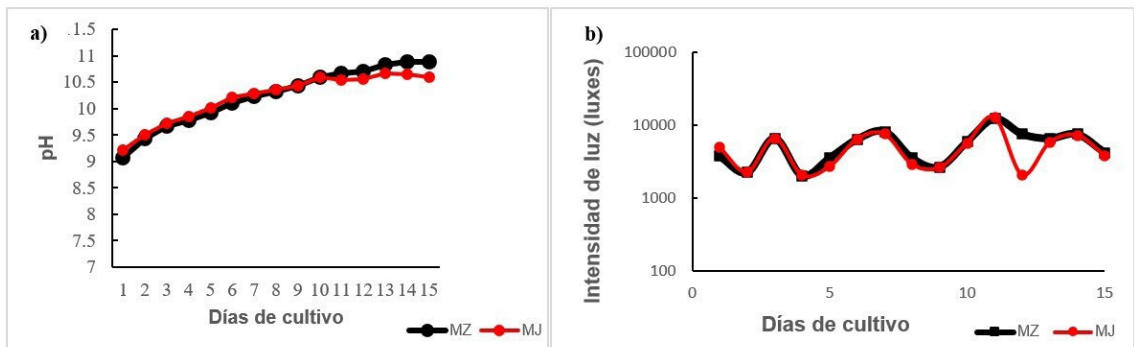 a)
.1.5
11
10.5
10
9.5
9
8.5
8
7.5
7
pH
1 2 3 4 5 6 7 8 9 10 11 12 13 14 15
Días de cultivo
MZ MJ
b)
100000
10000
1000
100
Intensidad de luz (luxes)
0 5 10 15
Días de cultivo
MZ MJ